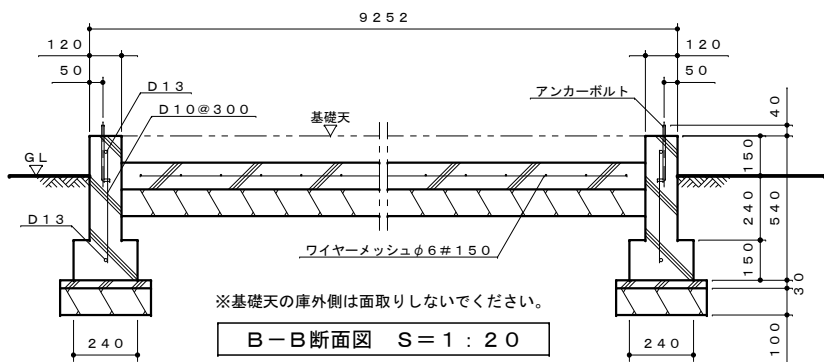 9252
120
120
50
50
D13
D10@300
基礎天
アンカーボルト
40
GL
150
D13
240
540
ワイヤーメッシュφ6#150
150
30
※基礎天の庫外側は面取りしないでください。
100
B－B断面図　S＝1：20
240
240